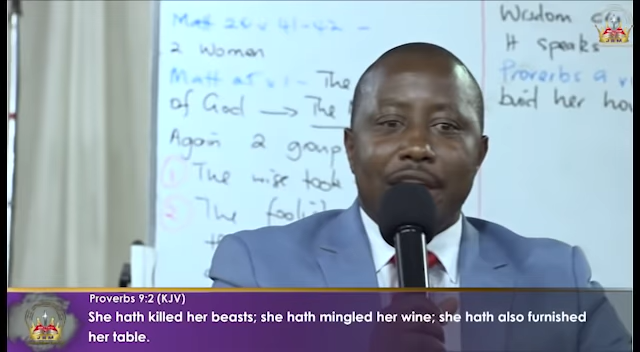 Matt 24 v 41-42 -
2 women
Matt 25 v 1 - The
of God → The
Again 2 group
1 The wise took
2 The foolish
Wisdom
It speaks
Proverbs 9 v
build her hou
Proverbs 9:2 (KJV)
She hath killed her beasts; she hath mingled her wine; she hath also furnished
her table.